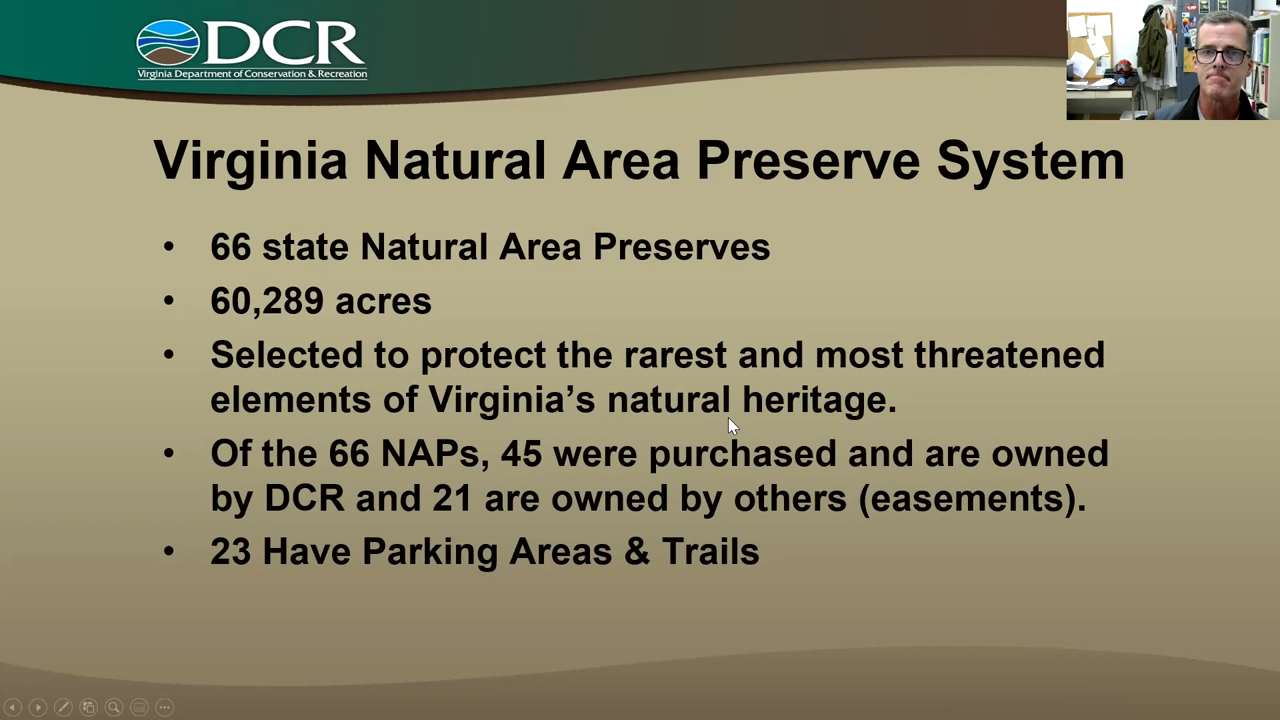 DCR
Virginia Department of Conservation & Recreation
Virginia Natural Area Preserve System
• 66 state Natural Area Preserves
• 60,289 acres
• Selected to protect the rarest and most threatened
elements of Virginia’s natural heritage.
• Of the 66 NAPs, 45 were purchased and are owned
by DCR and 21 are owned by others (easements).
• 23 Have Parking Areas & Trails